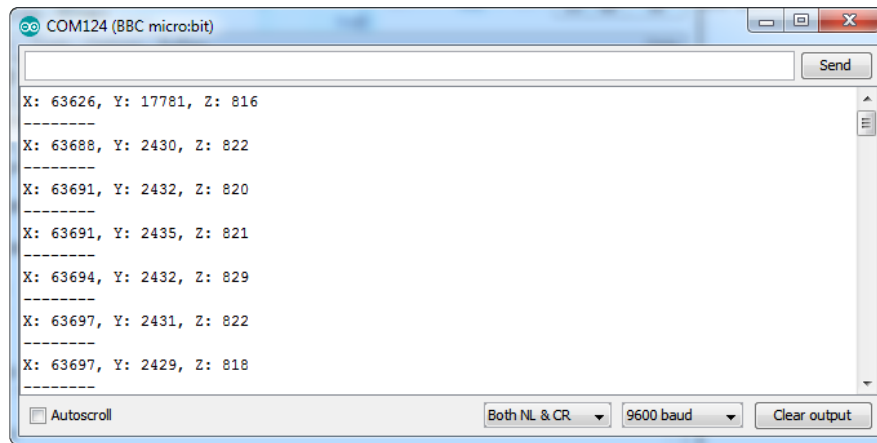 COM124 (BBC micro:bit)
Send
X: 63626, Y: 17781, Z: 816
--------
X: 63688, Y: 2430, Z: 822
--------
X: 63691, Y: 2432, Z: 820
--------
X: 63691, Y: 2435, Z: 821
--------
X: 63694, Y: 2432, Z: 829
--------
X: 63697, Y: 2431, Z: 822
--------
X: 63697, Y: 2429, Z: 818
--------
Autoscroll Both NL & CR 9600 baud Clear output